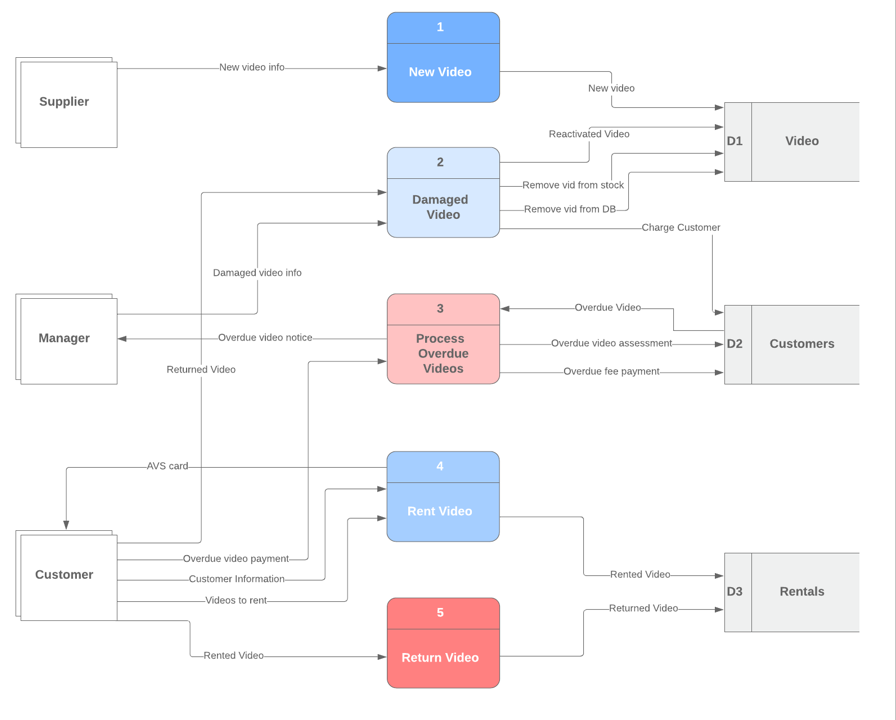 1
New video info
New Video
Supplier
New video
Reactivated Video
D1
Video
2
Remove vid from stock
Damaged
Video
Remove vid from DB
Charge Customer
Damaged video info
3
Overdue Video
Manager
Overdue video notice
Process
Overdue
Videos
Overdue video assessment
D2
Customers
Returned Video
Overdue fee payment
AVS card
4
Rent Video
Overdue video payment
Customer
Customer Information
Rented Video
D3
Rentals
Videos to rent
Returned Video
5
Rented Video
Return Video